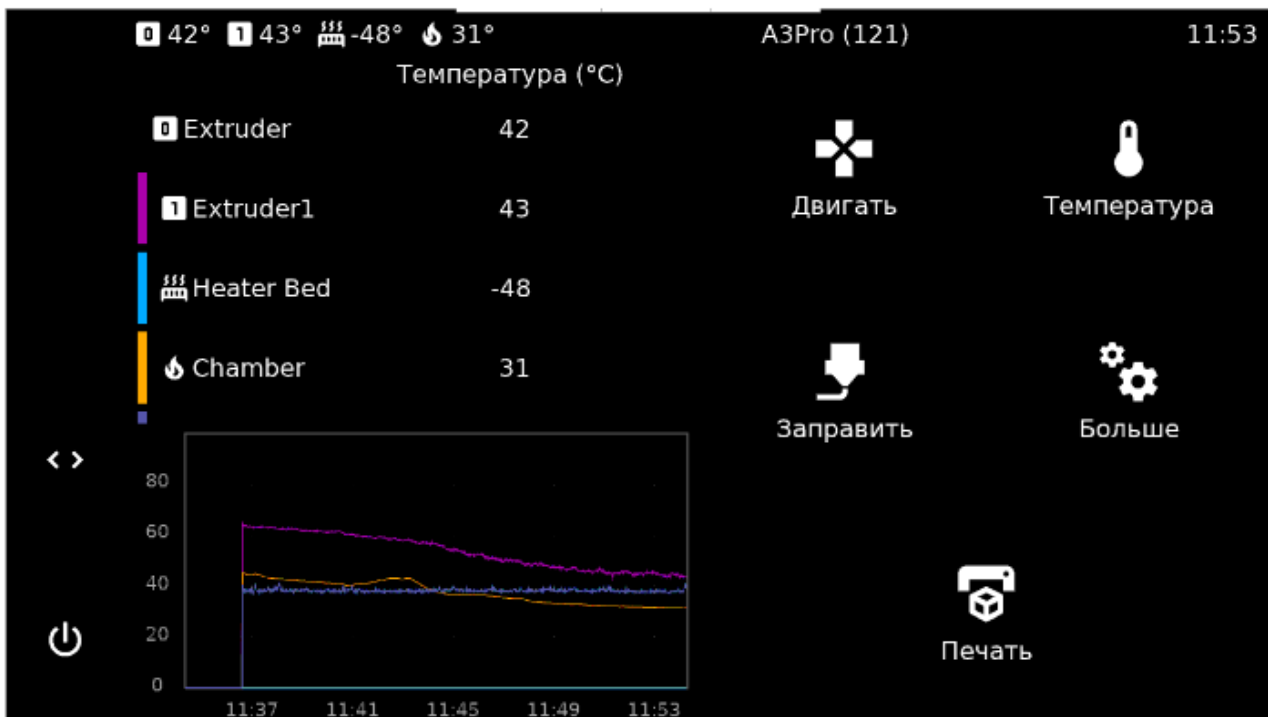 0 42° 1 43° -48° 31° A3Pro (121) 11:53
Температура (°C)
0 Extruder 42
1 Extruder1 43
Heater Bed -48
Chamber 31
Двигать
Температура
Заправить
Больше
Печать
80
60
40
20
0
11:37 11:41 11:45 11:49 11:53